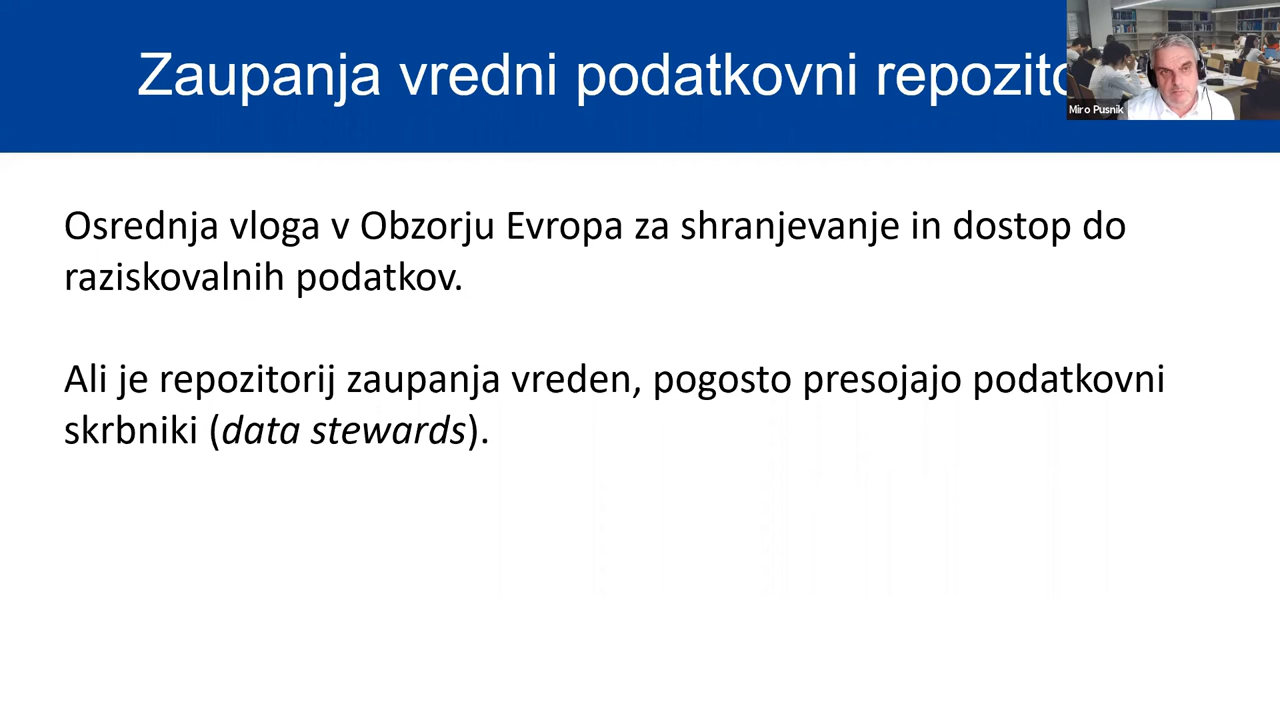 Zaupanja vredni podatkovni
Miro Pusnik
Osrednja vloga v Obzorju Evropa za shranjevanje in dostop do
raziskovalnih podatkov.
Ali je repozitorij zaupanja vreden, pogosto presojajo podatkovni
skrbniki (data stewards).